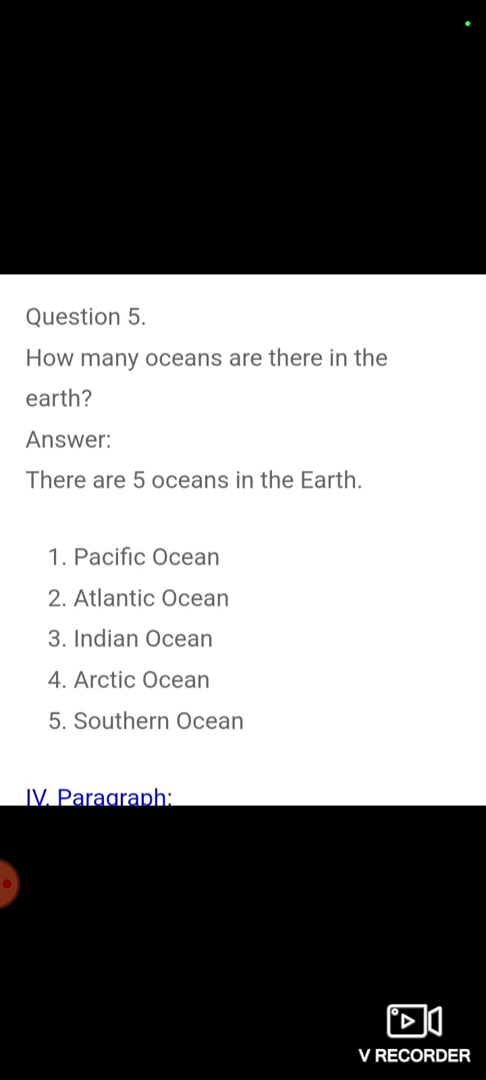 Question 5.
How many oceans are there in the
earth?
Answer:
There are 5 oceans in the Earth.
1. Pacific Ocean
2. Atlantic Ocean
3. Indian Ocean
4. Arctic Ocean
5. Southern Ocean
IV. Paragraph:
V RECORDER